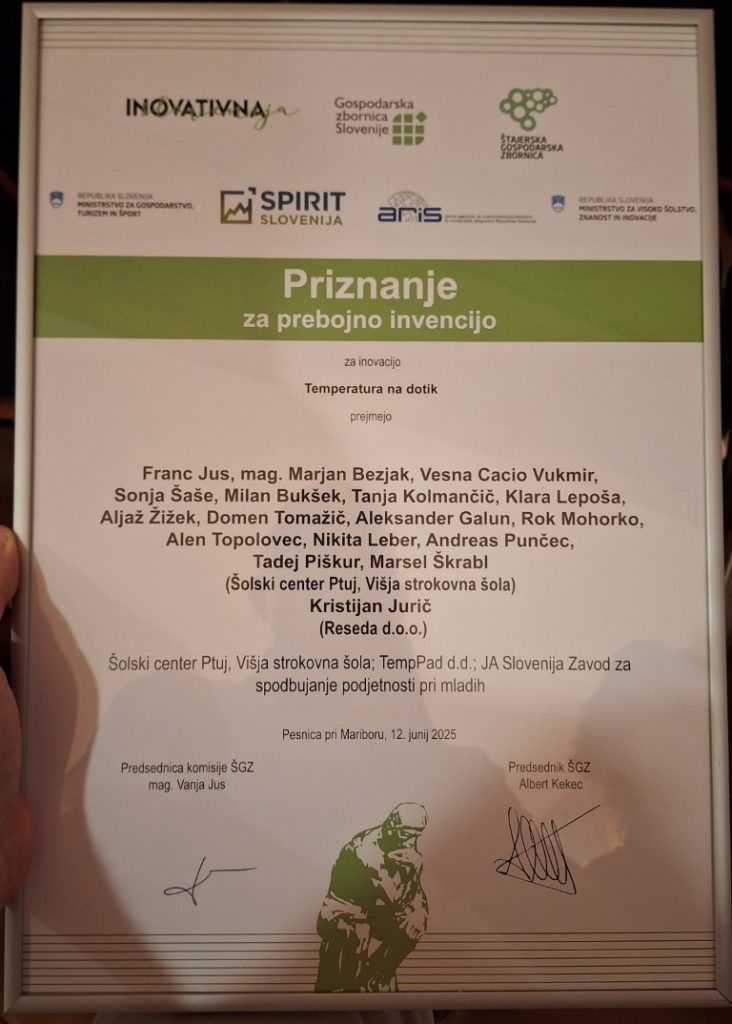 INOVATIVNA
Gospodarska
zbornica
Slovenije
ŠTAJERSKA
GOSPODARSKA
ZBORNICA
REPUBLIKA SLOVENIJA
MINISTRSTVO ZA GOSPODARSTVO,
TURIZEM IN ŠPORT
SPIRIT
SLOVENIJA
aris
REPUBLIKA SLOVENIJA
MINISTRSTVO ZA VISOKO ŠOLSTVO,
ZNANOST IN INOVACIJE
Priznanje
za prebojno invencijo
za inovacijo
Temperatura na dotik
prejmejo
Franc Jus, mag. Marjan Bezjak, Vesna Cacio Vukmir,
Sonja Šaše, Milan Bukšek, Tanja Kolmančič, Klara Lepoša,
Aljaž Žižek, Domen Tomažič, Aleksander Galun, Rok Mohorko,
Alen Topolovec, Nikita Leber, Andreas Punčec,
Tadej Piškur, Marsel Škrabl
(Šolski center Ptuj, Višja strokovna šola)
Kristijan Jurič
(Reseda d.o.o.)
Šolski center Ptuj, Višja strokovna šola; TempPad d.d.; JA Slovenija Zavod za
spodbujanje podjetnosti pri mladih
Pesnica pri Mariboru, 12. junij 2025
Predsednica komisije ŠGZ
mag. Vanja Jus
Predsednik ŠGZ
Albert Kekec